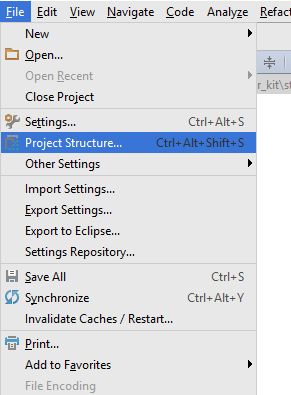 File Edit View Navigate Code Analyze Refact
New
Open...
Open Recent
Close Project
r_kit\st
Settings... Ctrl+Alt+S
Project Structure... Ctrl+Alt+Shift+S
Other Settings
Import Settings...
Export Settings...
Export to Eclipse...
Settings Repository...
Save All Ctrl+S
Synchronize Ctrl+Alt+Y
Invalidate Caches / Restart...
Print...
Add to Favorites
File Encoding